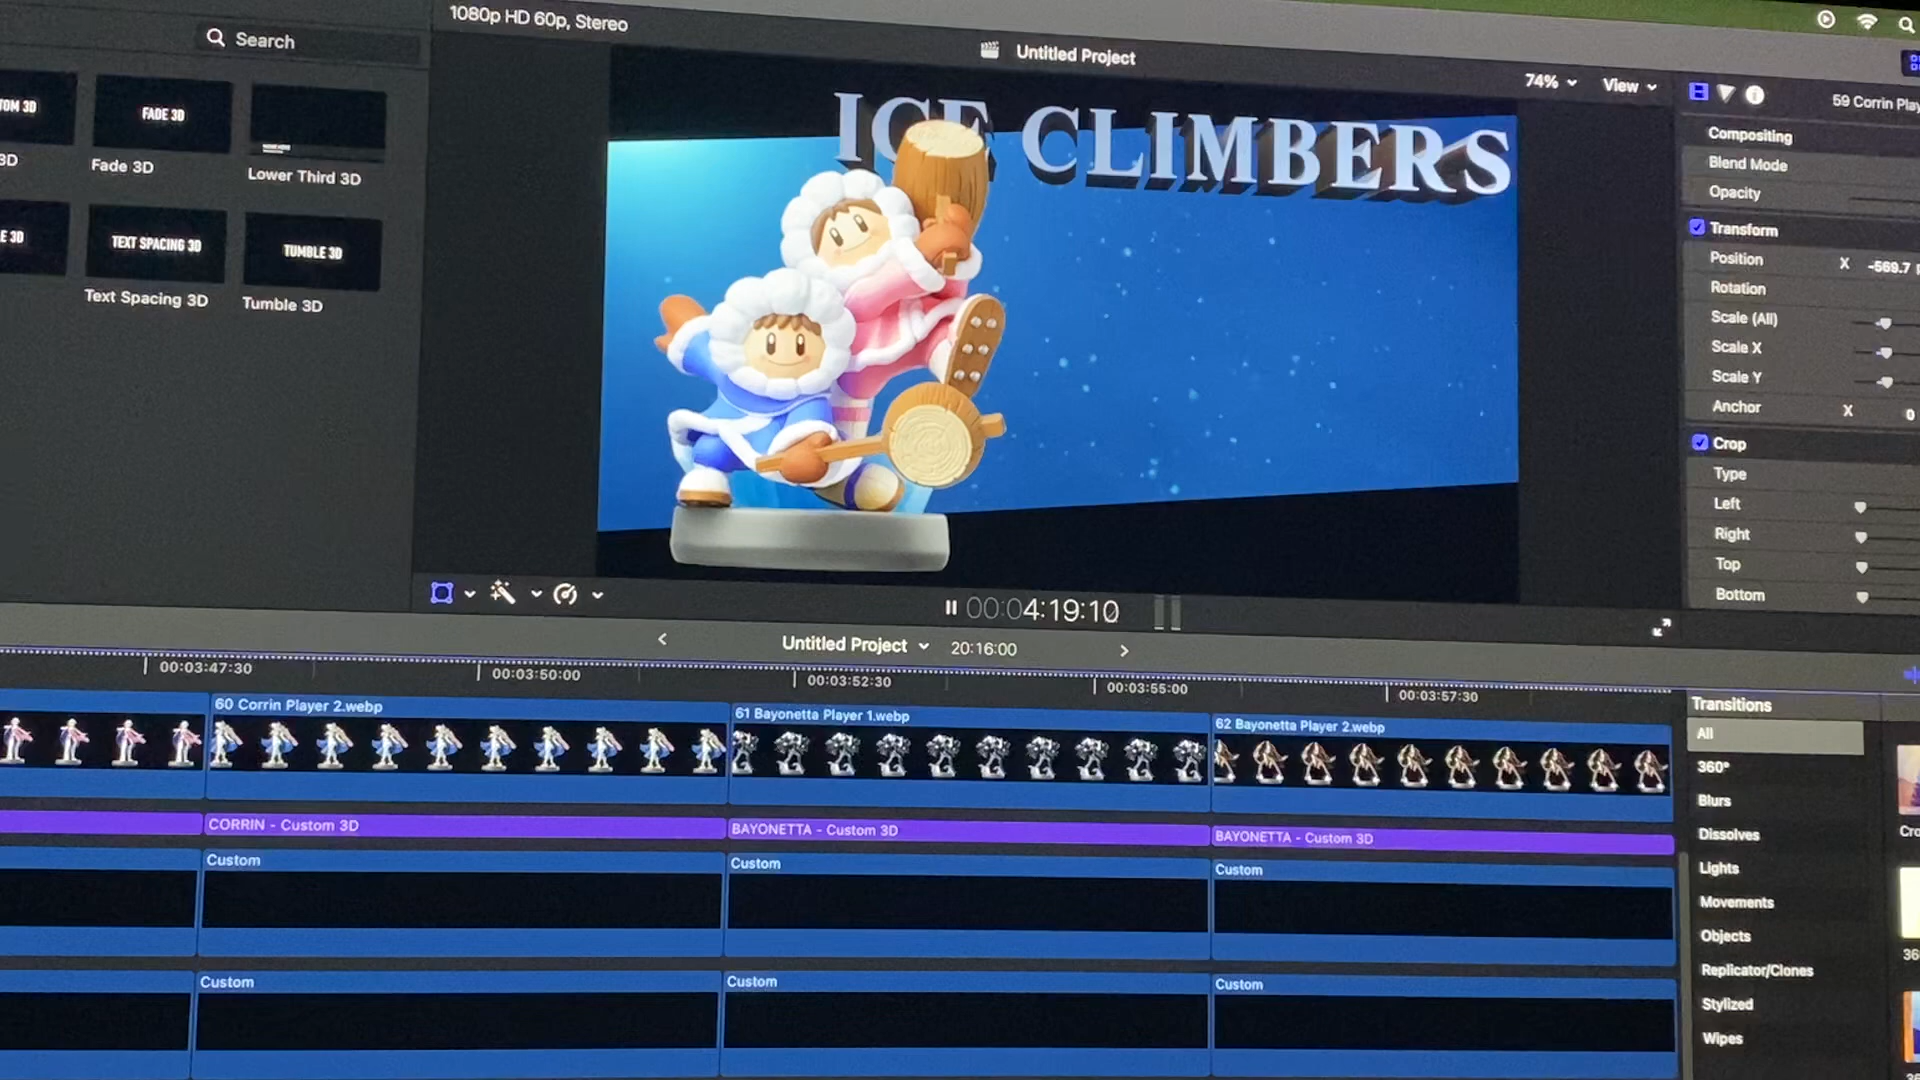 1080p HD 60p, Stereo
Search
Untitled Project
74%
View
59 Corrin Play
FADE 3D
3D
Fade 3D
Lower Third 3D
E 3D
TEXT SPACING 3D
TUMBLE 3D
Text Spacing 3D
Tumble 3D
ICE CLIMBERS
Compositing
Blend Mode
Opacity
Transform
Position X -569.7
Rotation
Scale (All)
Scale X
Scale Y
Anchor X 0
Crop
Type
Left
Right
Top
Bottom
00:04:19:10
Untitled Project 20:16:00
00:03:47:30
00:03:50:00
00:03:52:30
00:03:55:00
00:03:57:30
60 Corrin Player 2.webp
61 Bayonetta Player 1.webp
62 Bayonetta Player 2.webp
CORRIN - Custom 3D
BAYONETTA - Custom 3D
BAYONETTA - Custom 3D
Custom
Custom
Custom
Custom
Custom
Custom
Transitions
All
360°
Blurs
Dissolves
Lights
Movements
Objects
Replicator/Clones
Stylized
Wipes
Cro
36